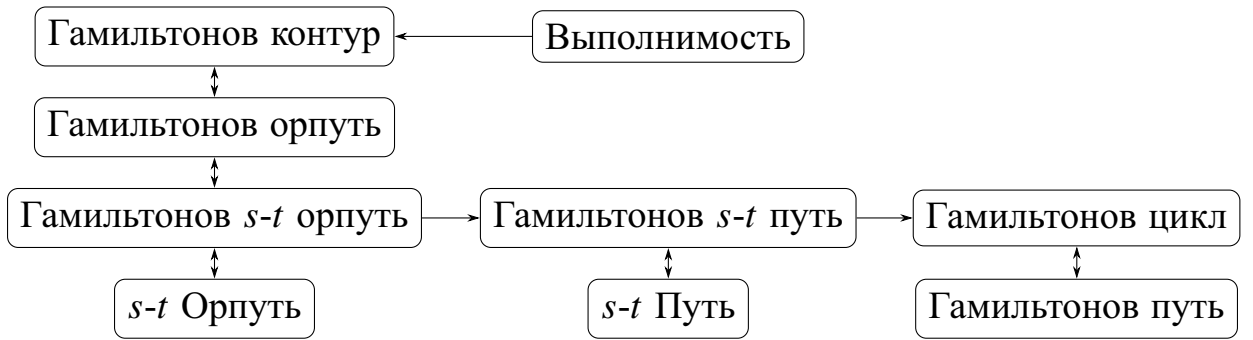 Гамильтонов контур
Выполнимость
Гамильтонов орпуть
Гамильтонов s-t орпуть
Гамильтонов s-t путь
Гамильтонов цикл
s-t Орпуть
s-t Путь
Гамильтонов путь